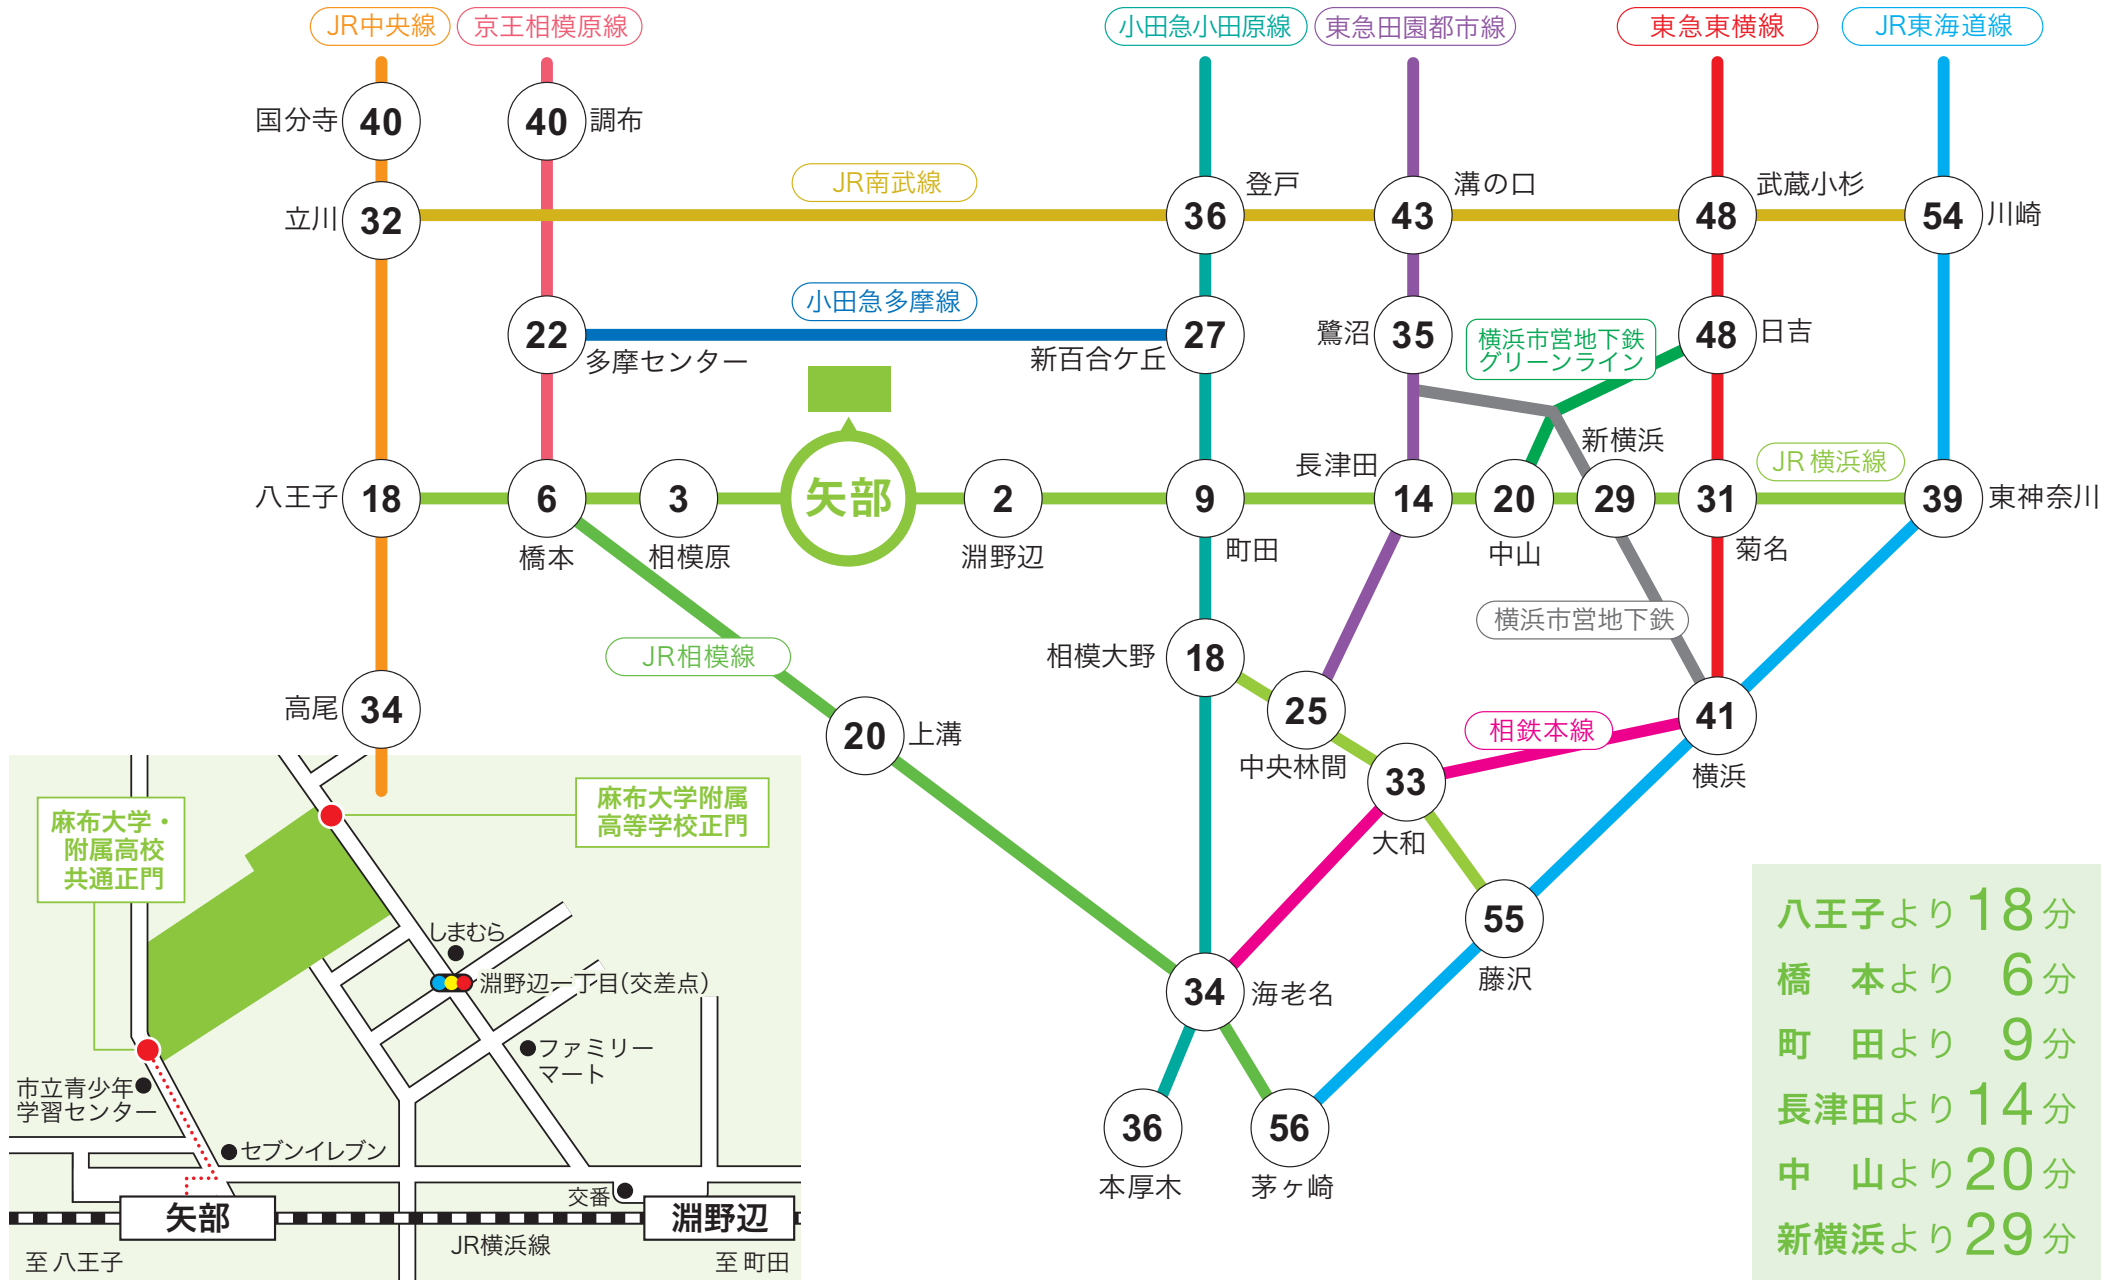 JR中央線
京王相模原線
小田急小田原線
東急田園都市線
東急東横線
JR東海道線
国分寺
40
40
調布
立川
32
JR南武線
36
登戸
43
溝の口
48
武蔵小杉
54
川崎
22
多摩センター
小田急多摩線
新百合ケ丘
27
鷺沼
35
横浜市営地下鉄
グリーンライン
48
日吉
八王子
18
6
橋本
3
相模原
矢部
2
淵野辺
9
町田
長津田
14
20
中山
新横浜
29
31
菊名
JR横浜線
39
東神奈川
横浜市営地下鉄
JR相模線
相模大野
18
高尾
34
20
上溝
25
中央林間
33
大和
相鉄本線
41
横浜
55
藤沢
34
海老名
36
本厚木
56
茅ヶ崎
麻布大学・
附属高校
共通正門
麻布大学附属
高等学校正門
しまむら
淵野辺一丁目(交差点)
ファミリー
マート
市立青少年
学習センター
セブンイレブン
交番
矢部
淵野辺
至 八王子
JR横浜線
至 町田
八王子より18分
橋　本より 6分
町　田より 9分
長津田より14分
中　山より20分
新横浜より29分